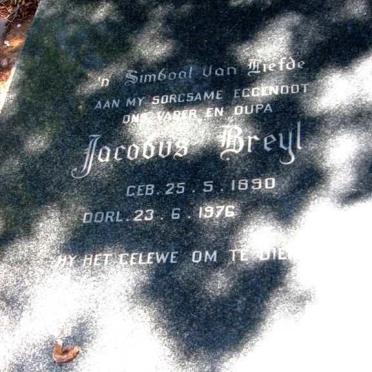 'n Simbool van Liefde
AAN MY SORGSAME EGGENOOT
ONS VADER EN OUPA
Jacobus Breyl
GEB. 25. 5. 1890
OORL. 23. 6. 1976
HY HET GELEWE OM TE DIEN